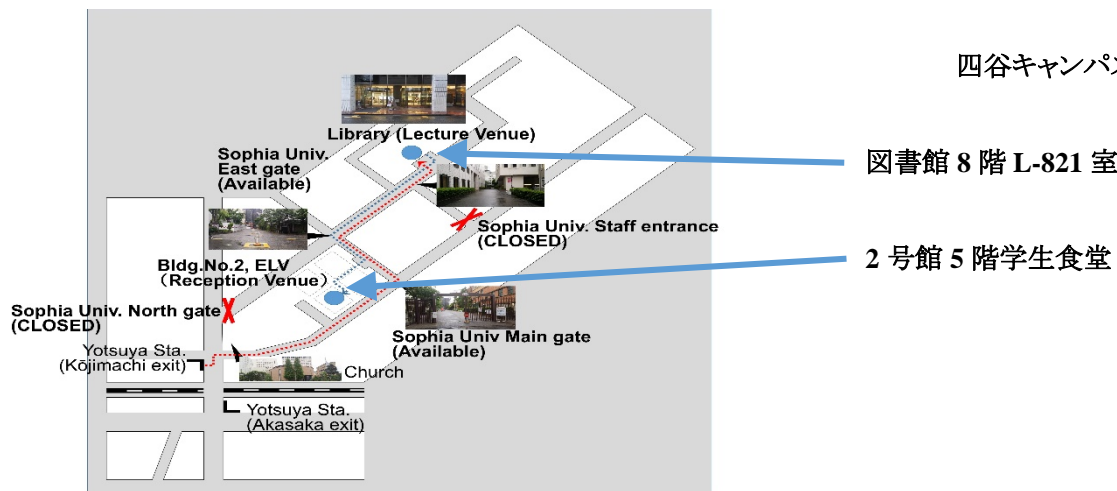 四谷キャンパス
Library (Lecture Venue)
図書館 8 階 L-821 室
Sophia Univ.
East gate
(Available)
Sophia Univ. Staff entrance
(CLOSED)
2 号館 5 階学生食堂
Bldg.No.2, ELV
（Reception Venue）
Sophia Univ. North gate
(CLOSED)
Sophia Univ Main gate
(Available)
Yotsuya Sta.
(Kōjimachi exit)
Church
Yotsuya Sta.
(Akasaka exit)